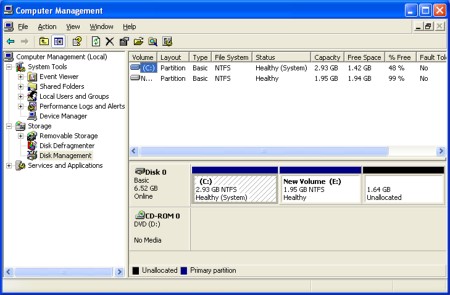 Computer Management
File Action View Window Help
Computer Management (Local)
System Tools
Event Viewer
Shared Folders
Local Users and Groups
Performance Logs and Alerts
Device Manager
Storage
Removable Storage
Disk Defragmenter
Disk Management
Services and Applications
Volume Layout Type File System Status Capacity Free Space % Free Fault Tol
(C:) Partition Basic NTFS Healthy (System) 2.93 GB 1.42 GB 48 % No
N... Partition Basic NTFS Healthy 1.95 GB 1.94 GB 99 % No
Disk 0
Basic
6.52 GB
Online
(C:)
2.93 GB NTFS
Healthy (System)
New Volume (E:)
1.95 GB NTFS
Healthy
1.64 GB
Unallocated
CD-ROM 0
DVD (D:)
No Media
Unallocated Primary partition